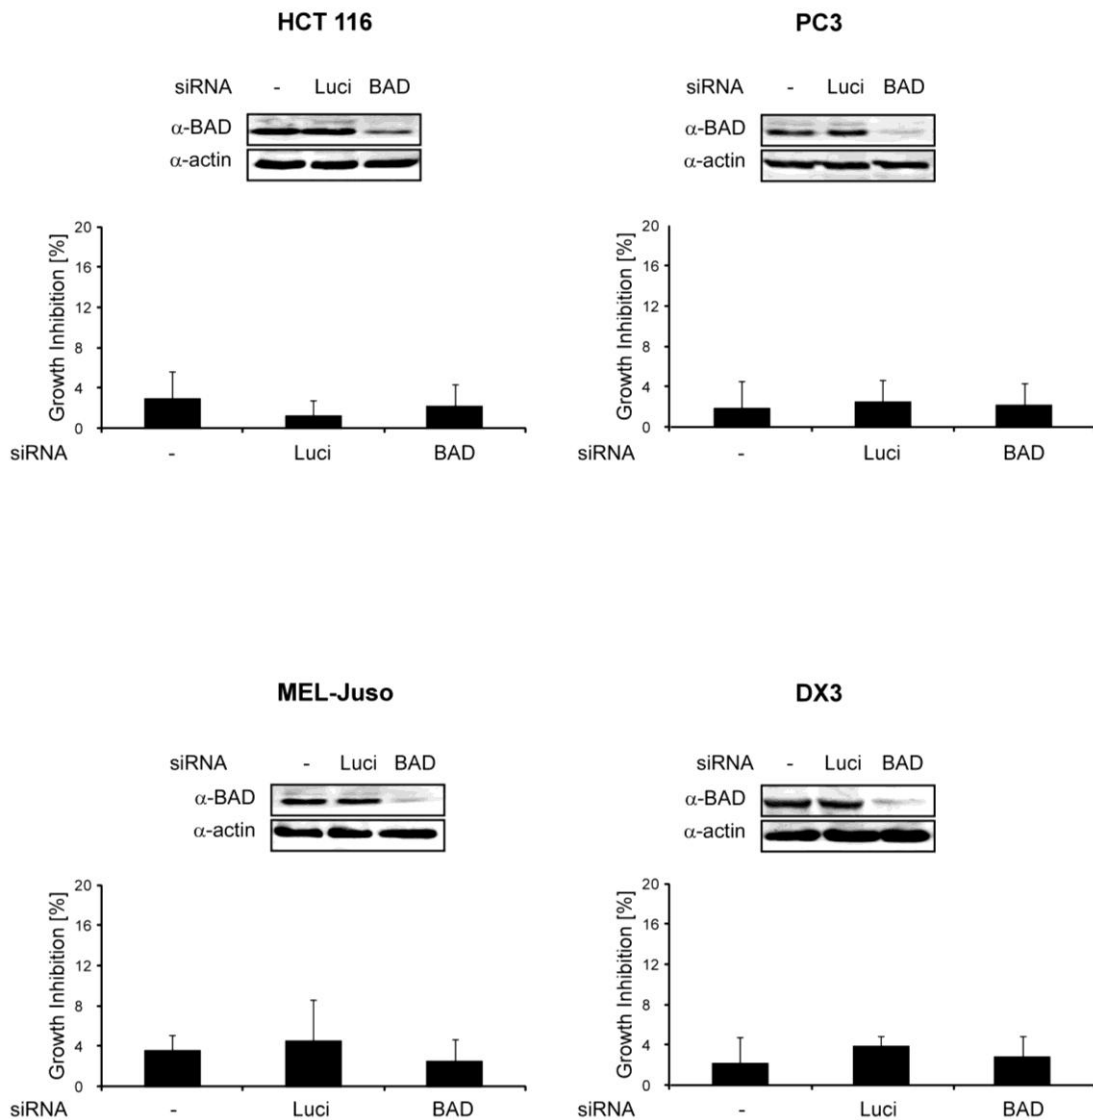 HCT 116
siRNA - Luci BAD
α-BAD
α-actin
Growth Inhibition [%]
20
16
12
8
4
0
siRNA - Luci BAD
PC3
siRNA - Luci BAD
α-BAD
α-actin
Growth Inhibition [%]
20
16
12
8
4
0
siRNA - Luci BAD
MEL-Juso
siRNA - Luci BAD
α-BAD
α-actin
Growth Inhibition [%]
20
16
12
8
4
0
siRNA - Luci BAD
DX3
siRNA - Luci BAD
α-BAD
α-actin
Growth Inhibition [%]
20
16
12
8
4
0
siRNA - Luci BAD